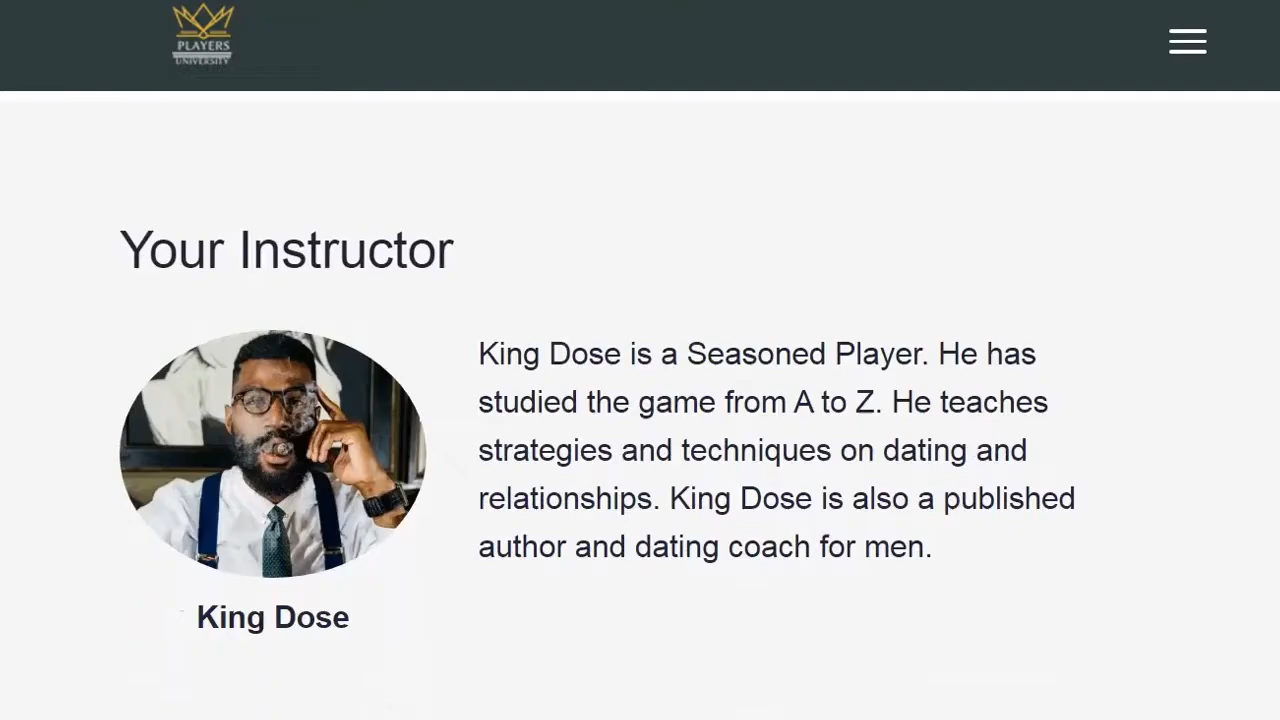 PLAYERS
UNIVERSITY
Your Instructor
King Dose is a Seasoned Player. He has
studied the game from A to Z. He teaches
strategies and techniques on dating and
relationships. King Dose is also a published
author and dating coach for men.
King Dose